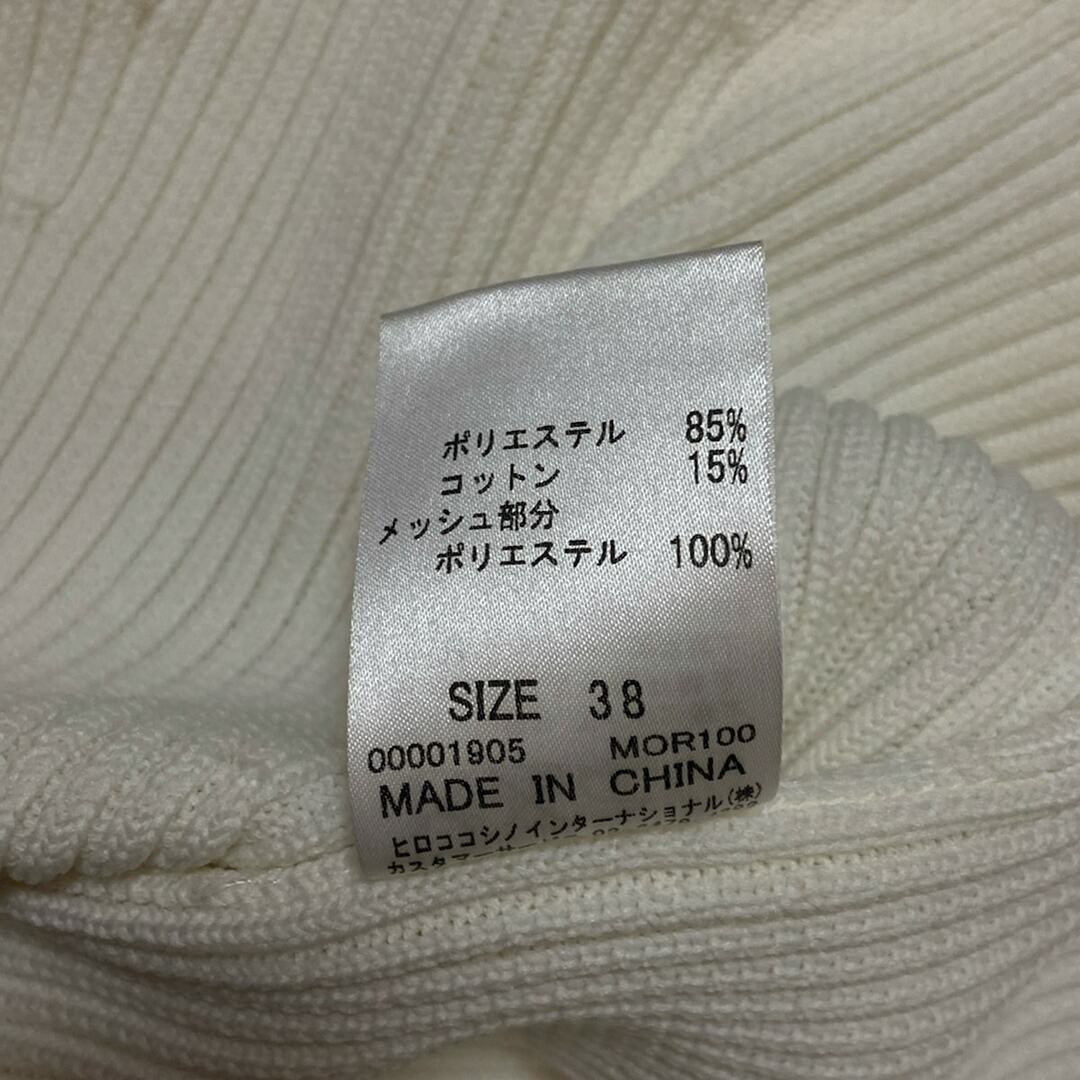 ポリエステル 85%
コットン 15%
メッシュ部分
ポリエステル 100%
SIZE 38
00001905 MOR100
MADE IN CHINA
ヒロココシノインターナショナル(株)